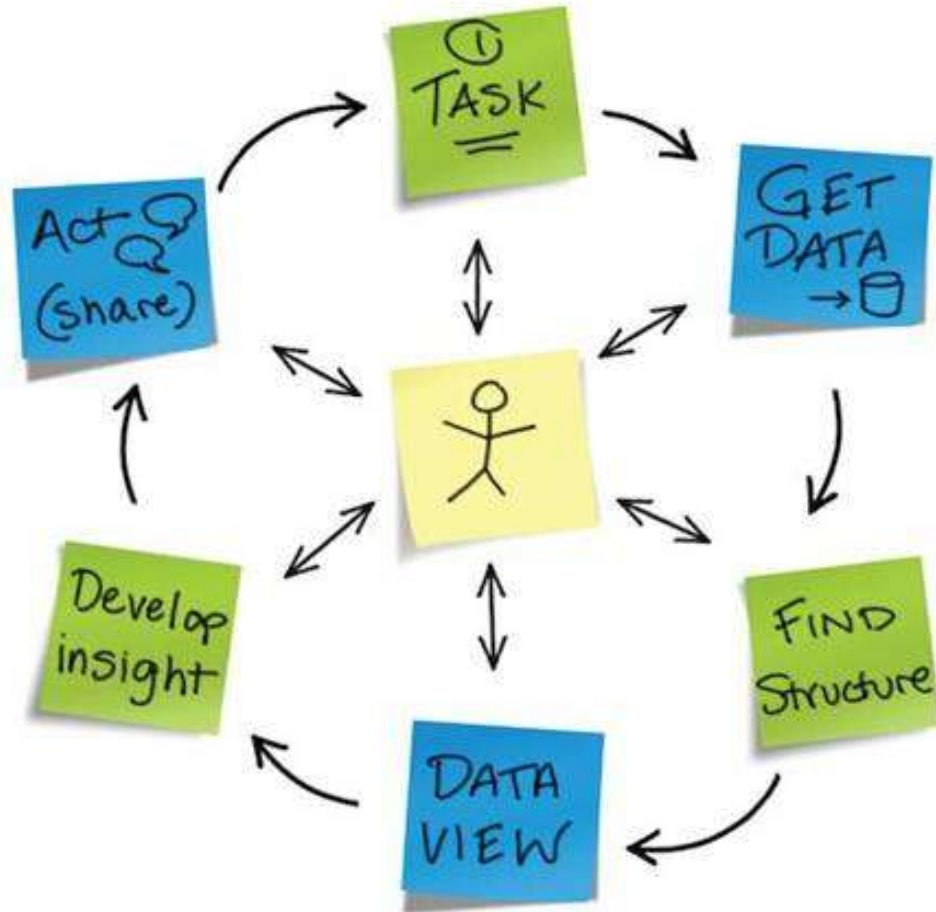 1
TASK
GET
DATA
FIND
Structure
DATA
VIEW
Develop
insight
Act
(share)